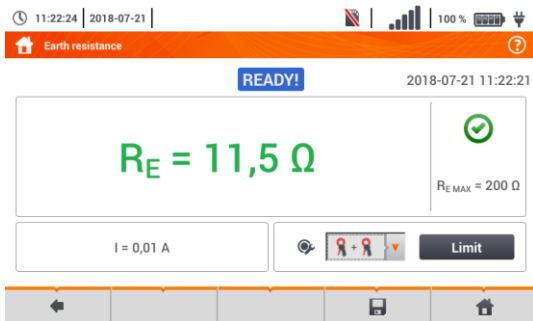 11:22:24 2018-07-21 100 %
Earth resistance ?
READY! 2018-07-21 11:22:21
RE = 11,5 Ω
RE MAX = 200 Ω
I = 0,01 A
+
Limit